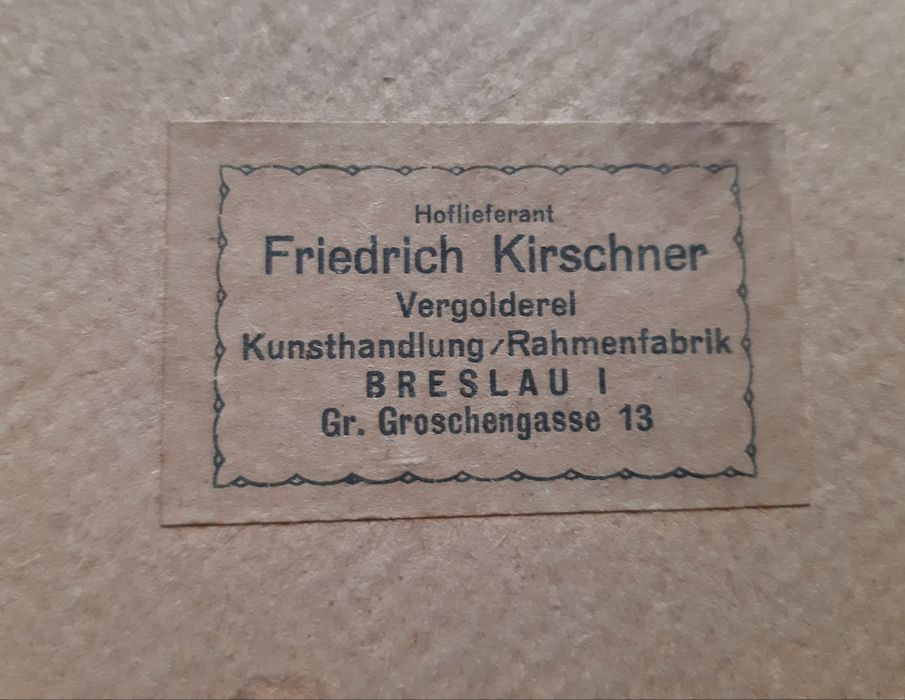 Hoflieferant
Friedrich Kirschner
Vergolderei
Kunsthandlung/Rahmenfabrik
BRESLAU I
Gr. Groschengasse 13